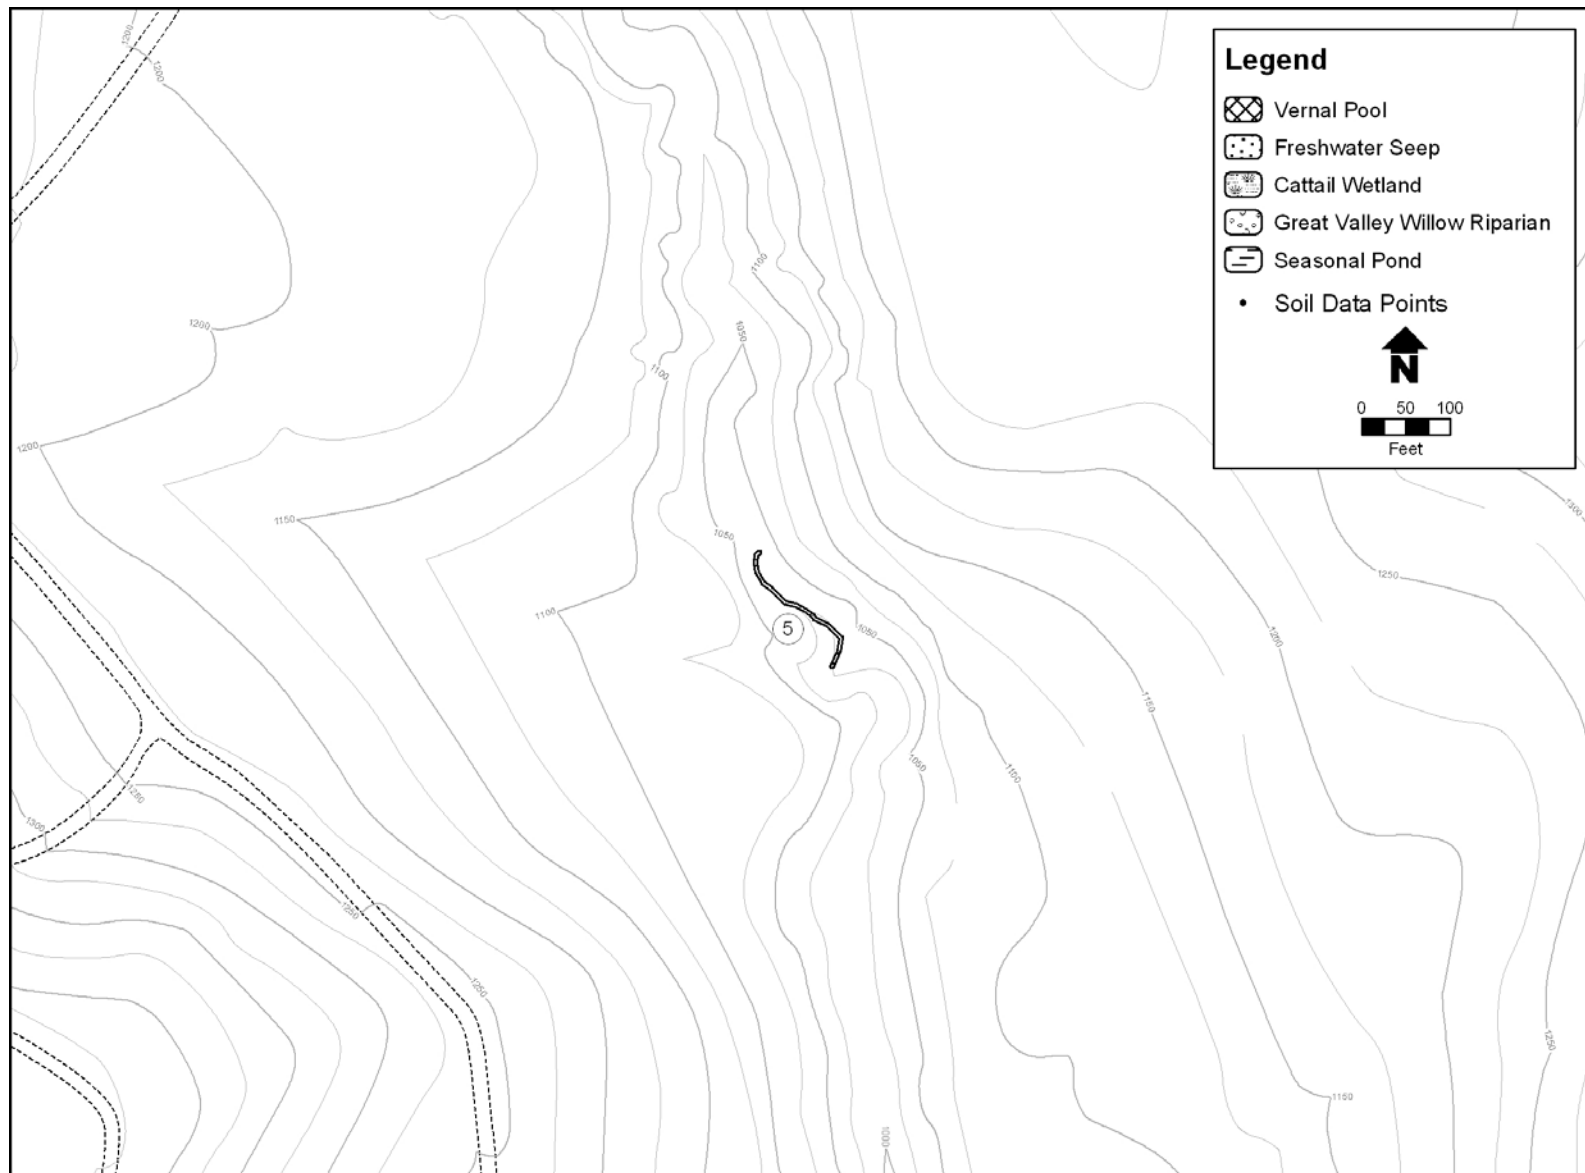 1200
1200
Legend
Vernal Pool
Freshwater Seep
Cattail Wetland
Great Valley Willow Riparian
Seasonal Pond
Soil Data Points
N
0 50 100
Feet
1100
1200
1050
1100
1200
1300
1150
1050
1250
1100
5
1050
1200
1150
1050
1100
1250
1300
1250
1250
1250
1150
1000